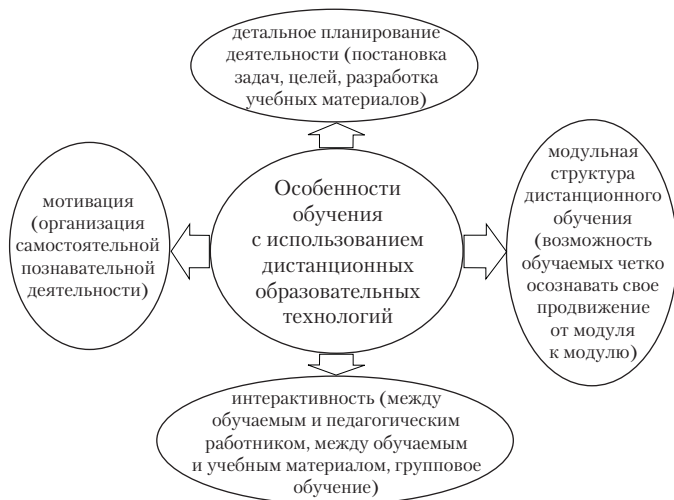 детальное планирование
деятельности (постановка
задач, целей, разработка
учебных материалов)
мотивация
(организация
самостоятельной
познавательной
деятельности)
Особенности
обучения
с использованием
дистанционных
образовательных
технологий
модульная
структура
дистанционного
обучения
(возможность
обучаемых четко
осознавать свое
продвижение
от модуля
к модулю)
интерактивность (между
обучаемым и педагогическим
работником, между обучаемым
и учебным материалом, групповое
обучение)